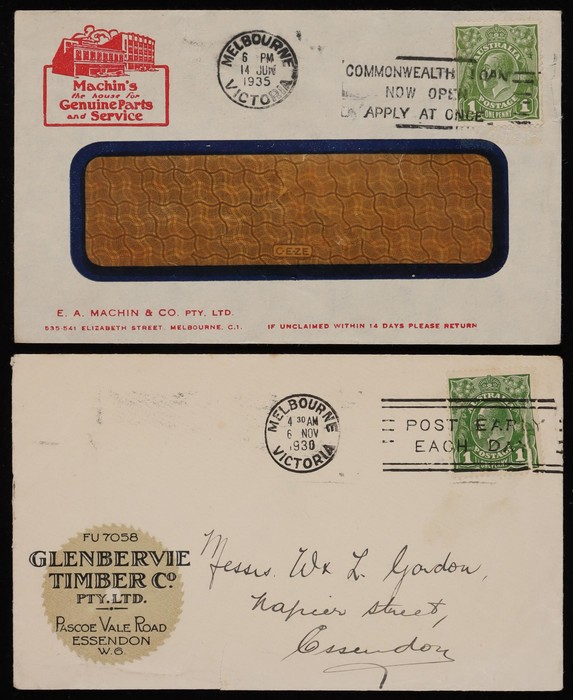 Machin's
the house for
Genuine Parts
and Service
MELBOURNE
6 PM
14 JUN
1935
VICTORIA
COMMONWEALTH LOAN
NOW OPEN
APPLY AT ONCE
AUSTRALIA
POSTAGE
1 1
ONE PENNY
C-E-ZE
E. A. MACHIN & CO. PTY. LTD.
535-541 ELIZABETH STREET, MELBOURNE, C.1. IF UNCLAIMED WITHIN 14 DAYS PLEASE RETURN
MELBOURNE
4 30 AM
6 NOV
1930
VICTORIA
POST EARLY
EACH DAY
AUSTRALIA
POSTAGE
1 1
ONE PENNY
FU 7058
GLENBERVIE
TIMBER Co
PTY. LTD.
PASCOE VALE ROAD
ESSENDON
W.6.
Messrs. W & L Gordon,
Napier Street,
Essendon